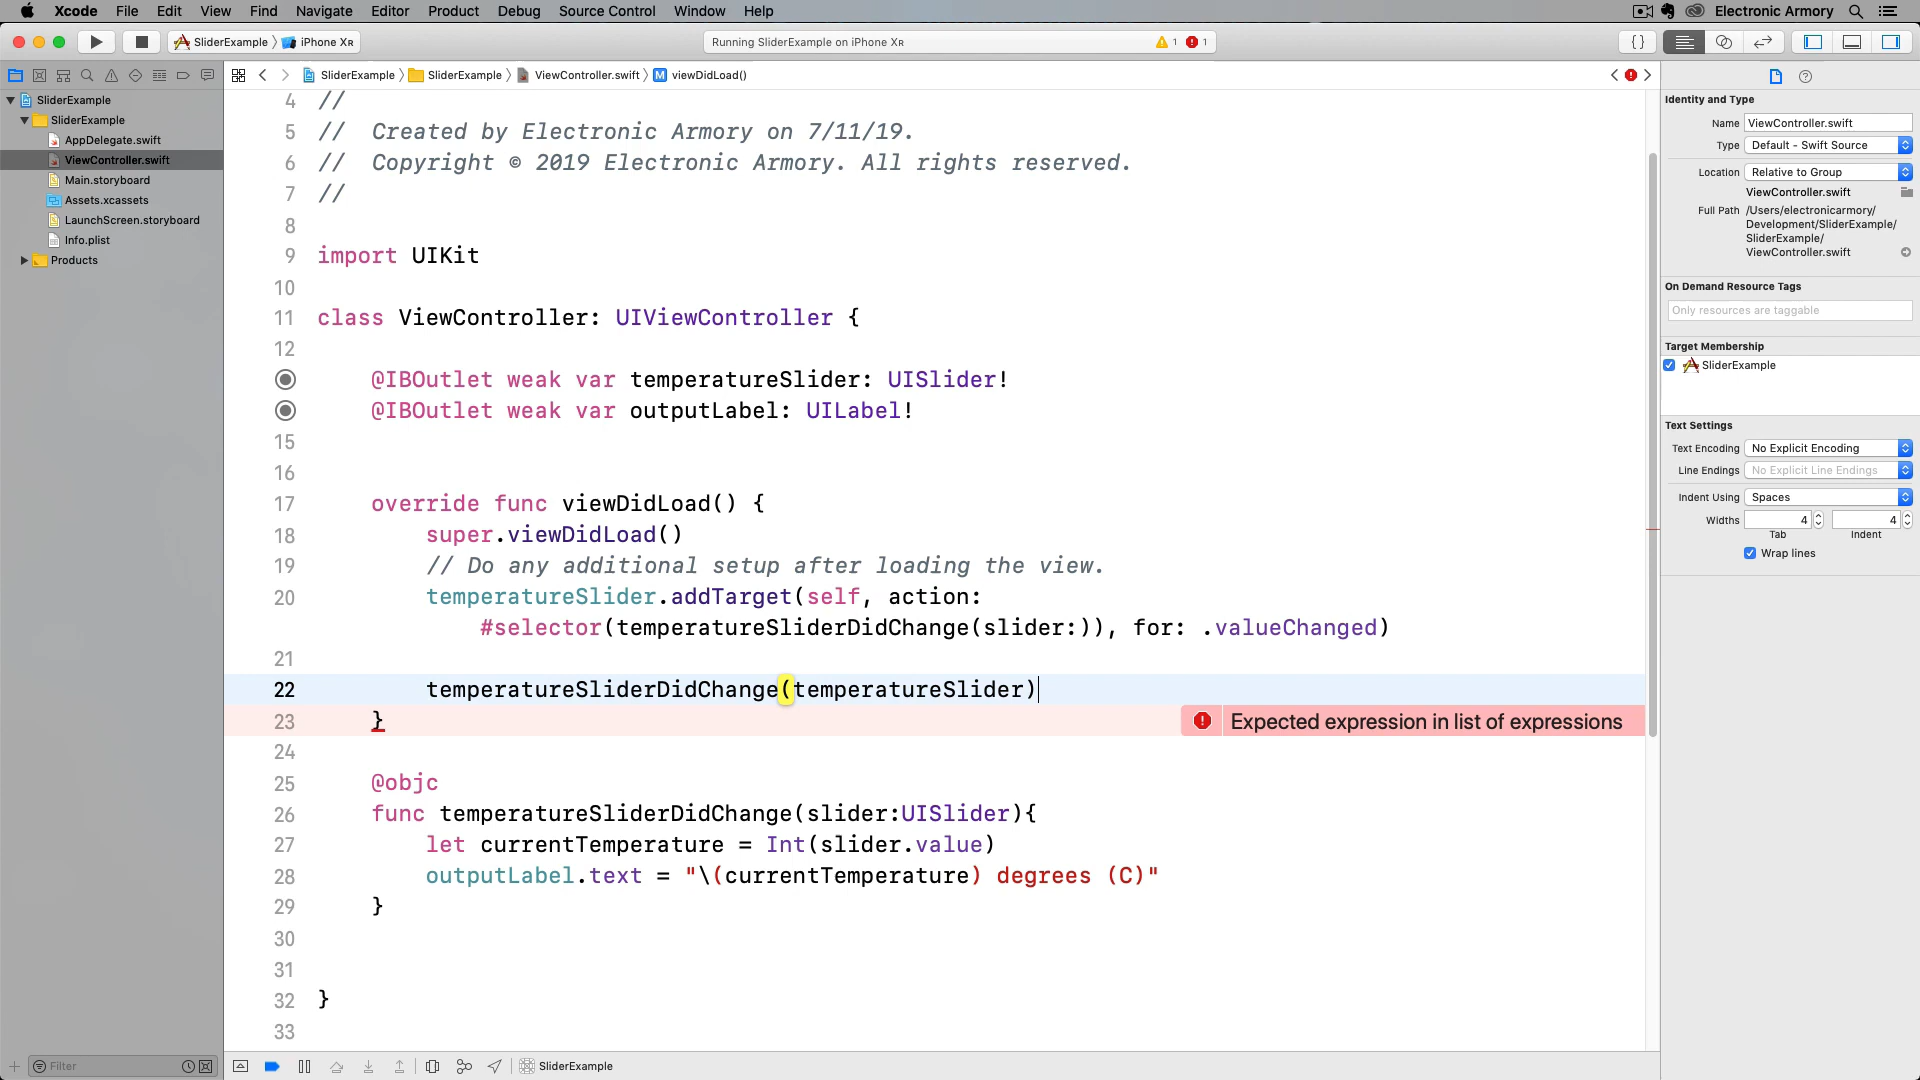 Xcode File Edit View Find Navigate Editor Product Debug Source Control Window Help Electronic Armory
SliderExample iPhone XR Running SliderExample on iPhone XR 1 1
SliderExample SliderExample ViewController.swift M viewDidLoad()
SliderExample
SliderExample
AppDelegate.swift
ViewController.swift
Main.storyboard
Assets.xcassets
LaunchScreen.storyboard
Info.plist
Products
Filter
4 //
5 // Created by Electronic Armory on 7/11/19.
6 // Copyright © 2019 Electronic Armory. All rights reserved.
7 //
8
9 import UIKit
10
11 class ViewController: UIViewController {
12
@IBOutlet weak var temperatureSlider: UISlider!
@IBOutlet weak var outputLabel: UILabel!
15
16
17 override func viewDidLoad() {
18 super.viewDidLoad()
19 // Do any additional setup after loading the view.
20 temperatureSlider.addTarget(self, action:
#selector(temperatureSliderDidChange(slider:)), for: .valueChanged)
21
22 temperatureSliderDidChange(temperatureSlider)
23 } Expected expression in list of expressions
24
25 @objc
26 func temperatureSliderDidChange(slider:UISlider){
27 let currentTemperature = Int(slider.value)
28 outputLabel.text = "\(currentTemperature) degrees (C)"
29 }
30
31
32 }
33
SliderExample
Identity and Type
Name ViewController.swift
Type Default - Swift Source
Location Relative to Group
ViewController.swift
Full Path /Users/electronicarmory/
Development/SliderExample/
SliderExample/
ViewController.swift
On Demand Resource Tags
Only resources are taggable
Target Membership
SliderExample
Text Settings
Text Encoding No Explicit Encoding
Line Endings No Explicit Line Endings
Indent Using Spaces
Widths 4 4
Tab Indent
Wrap lines